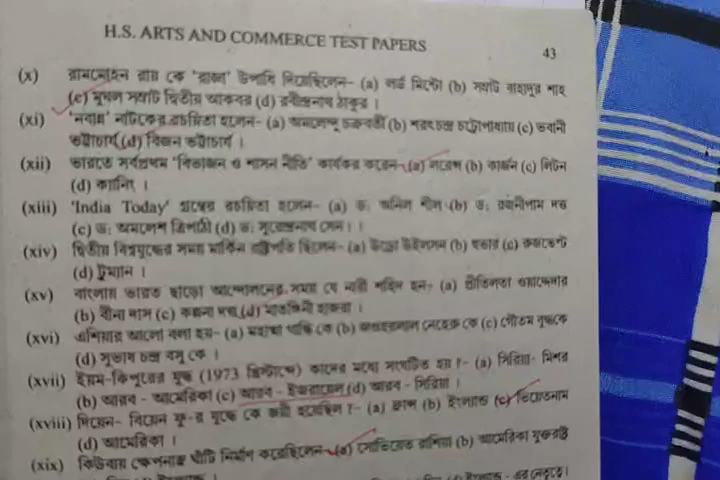 H.S. ARTS AND COMMERCE TEST PAPERS
43
(x) রামমোহন রায় কে 'রাজা' উপাধি দিয়েছিলেন- (a) লর্ড মিন্টো (b) সম্রাট বাহাদুর শাহ
(c) মুঘল সম্রাট দ্বিতীয় আকবর (d) রবীন্দ্রনাথ ঠাকুর ।
(xi) 'নবান্ন' নাটকের রচয়িতা হলেন- (a) অমলেন্দু চক্রবর্তী (b) শরৎচন্দ্র চট্টোপাধ্যায় (c) ভবানী
ভট্টাচার্য (d) বিজন ভট্টাচার্য ।
(xii) ভারতে সর্বপ্রথম 'বিভাজন ও শাসন নীতি' কার্যকর করেন- (a) লরেন্স (b) কার্জন (c) লিটন
(d) ক্যানিং ।
(xiii) 'India Today' গ্রন্থের রচয়িতা হলেন- (a) ড: অনিল শীল (b) ড: রজনীপাম দত্ত
(c) ড: অমলেশ ত্রিপাঠী (d) ড: সুরেন্দ্রনাথ সেন । ।
(xiv) দ্বিতীয় বিশ্বযুদ্ধের সময় মার্কিন রাষ্ট্রপতি ছিলেন- (a) উড্রো উইলসন (b) হুভার (c) রুজভেল্ট
(d) ট্রুম্যান ।
(xv) বাংলায় ভারত ছাড়ো আন্দোলনের সময় যে নারী শহিদ হন- (a) প্রীতিলতা ওয়াদ্দেদার
(b) বীনা দাস (c) কল্পনা দত্ত (d) মাতঙ্গিনী হাজরা ।
(xvi) এশিয়ার আলো বলা হয়- (a) মহাত্মা গান্ধি কে (b) জওহরলাল নেহেরু কে (c) গৌতম বুদ্ধকে
(d) সুভাষ চন্দ্র বসু কে ।
(xvii) ইয়ম-কিপুরের যুদ্ধ (1973 খ্রিস্টাব্দে) কাদের মধ্যে সংঘটিত হয় ?- (a) সিরিয়া- মিশর
(b) আরব - আমেরিকা (c) আরব - ইজরায়েল (d) আরব - সিরিয়া ।
(xviii) দিয়েন- বিয়েন ফু-র যুদ্ধে কে জয়ী হয়েছিল ?- (a) ফ্রান্স (b) ইংল্যান্ড (c) ভিয়েতনাম
(d) আমেরিকা ।
(xix) কিউবায় ক্ষেপনাস্ত্র ঘাঁটি নির্মাণ করেছিলেন- (a) সোভিয়েত রাশিয়া (b) আমেরিকা যুক্তরাষ্ট্র